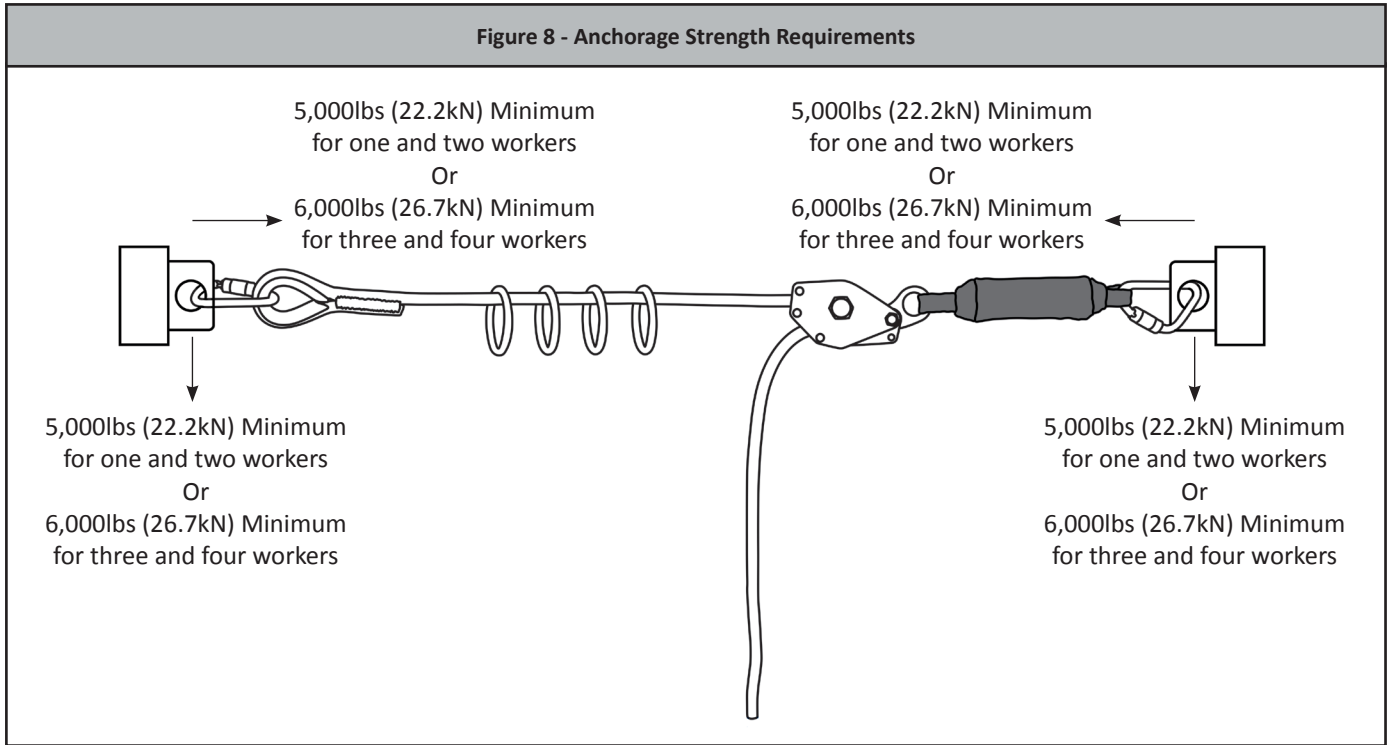 Figure 8 - Anchorage Strength Requirements
5,000lbs (22.2kN) Minimum
for one and two workers
Or
6,000lbs (26.7kN) Minimum
for three and four workers
5,000lbs (22.2kN) Minimum
for one and two workers
Or
6,000lbs (26.7kN) Minimum
for three and four workers
5,000lbs (22.2kN) Minimum
for one and two workers
Or
6,000lbs (26.7kN) Minimum
for three and four workers
5,000lbs (22.2kN) Minimum
for one and two workers
Or
6,000lbs (26.7kN) Minimum
for three and four workers